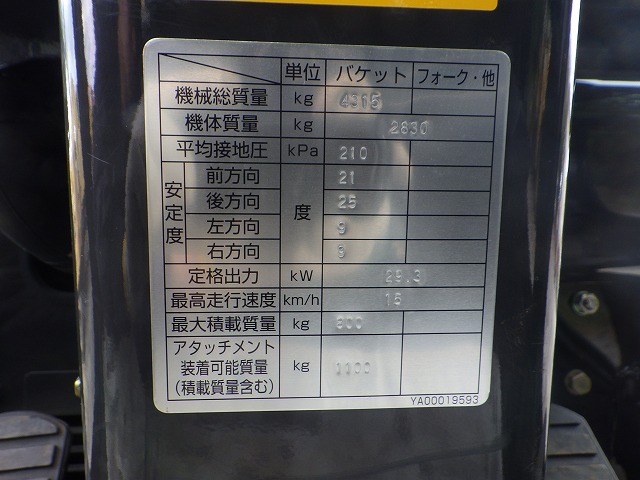 単位 バケット フォーク・他
機械総質量 kg 4015
機体質量 kg 2830
平均接地圧 kPa 210
安定度 前方向 度 21
後方向 25
左方向 9
右方向 9
定格出力 kW 29.3
最高走行速度 km/h 15
最大積載質量 kg 900
アタッチメント
装着可能質量 kg 1100
(積載質量含む)
YA00019593